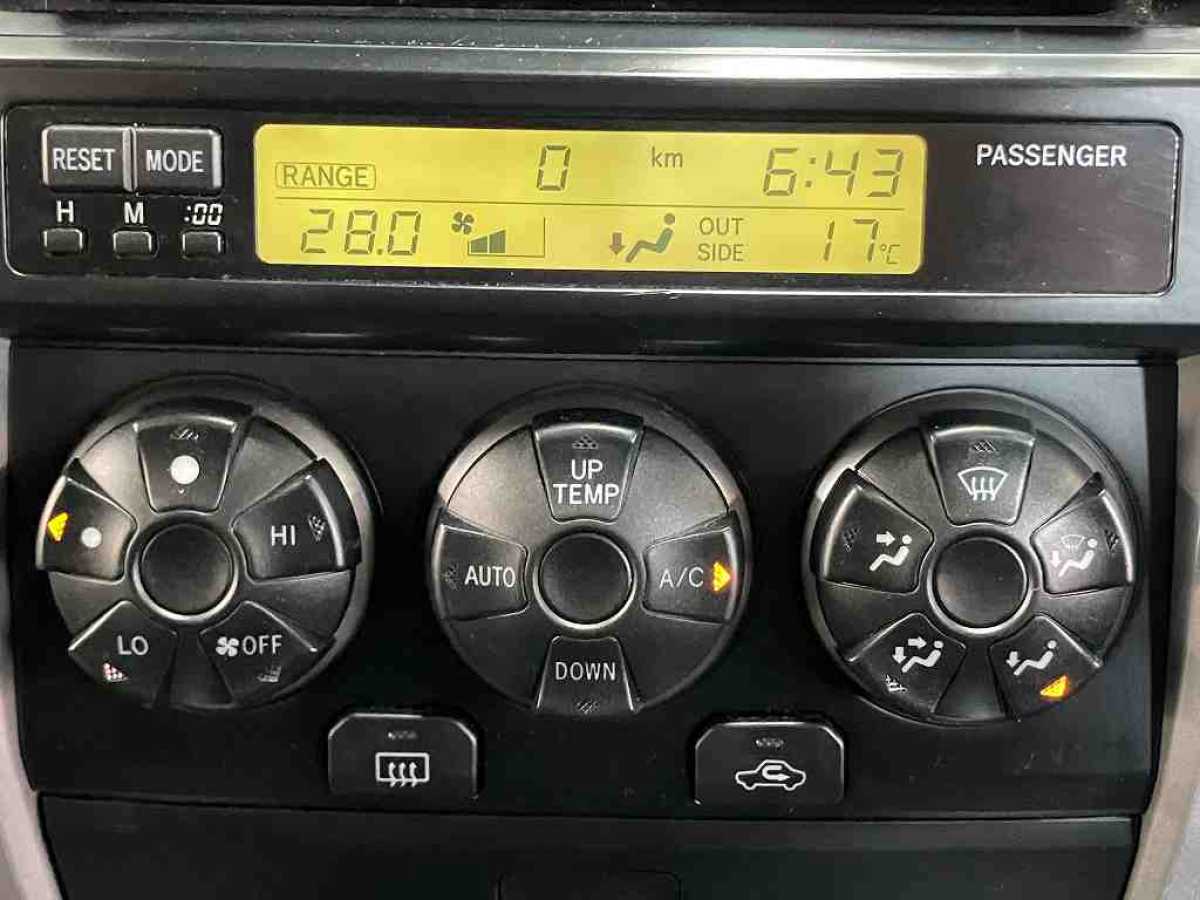 RESET MODE
H M :00
RANGE 0 km 6:43
28.0 OUT SIDE 17°C
PASSENGER
HI
LO
OFF
UP
TEMP
AUTO
A/C
DOWN